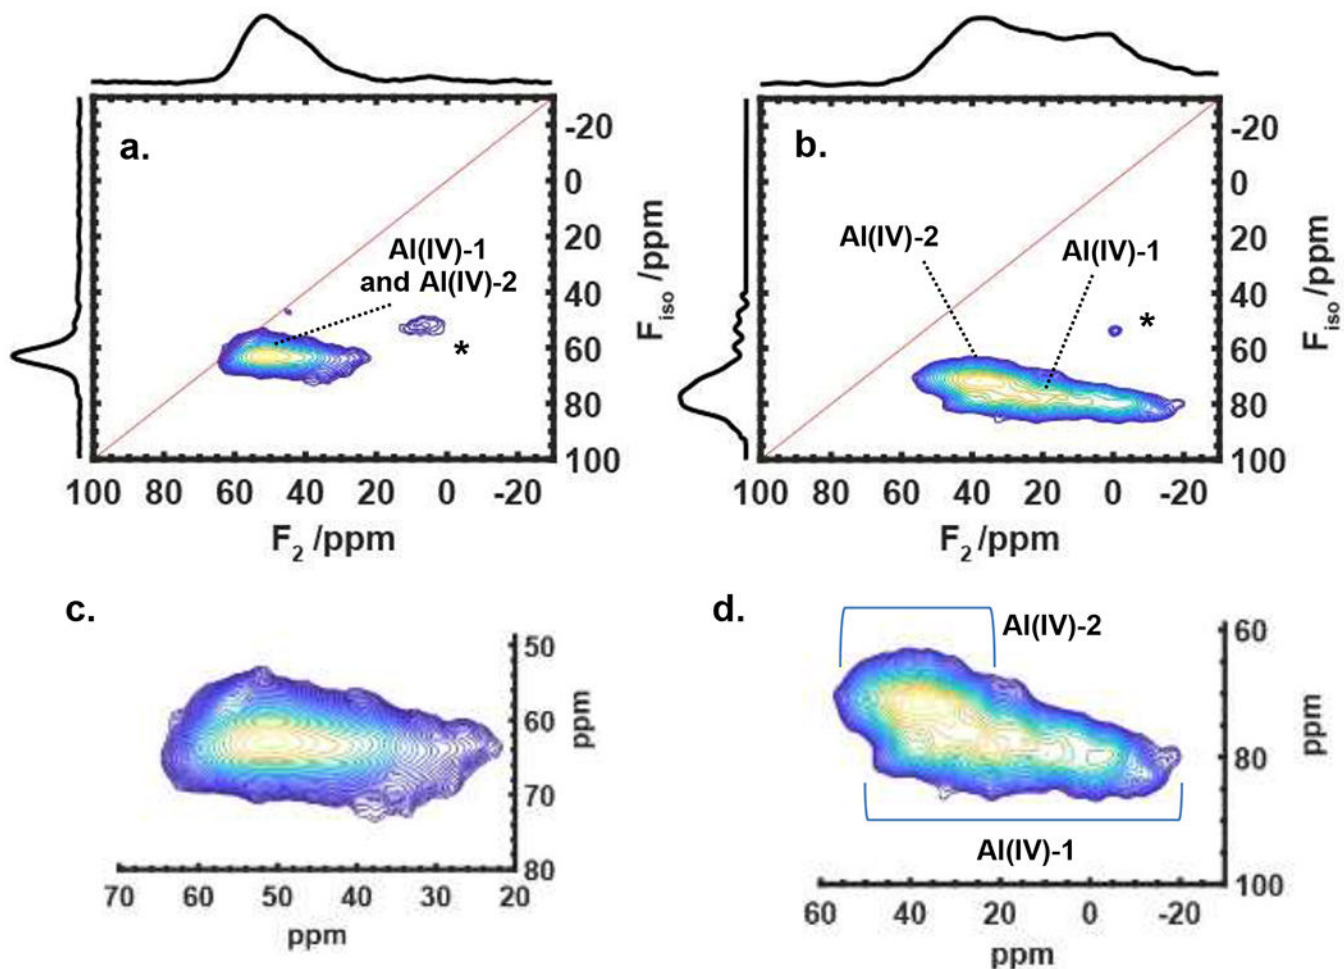 a.
Al(IV)-1
and Al(IV)-2
*
-20
0
20
40
60
80
100
F_iso /ppm
100 80 60 40 20 0 -20
F_2 /ppm
b.
Al(IV)-2
Al(IV)-1
*
-20
0
20
40
60
80
100
F_iso /ppm
100 80 60 40 20 0 -20
F_2 /ppm
c.
50
60
70
80
ppm
70 60 50 40 30 20
ppm
d.
Al(IV)-2
Al(IV)-1
60
80
100
ppm
60 40 20 0 -20
ppm